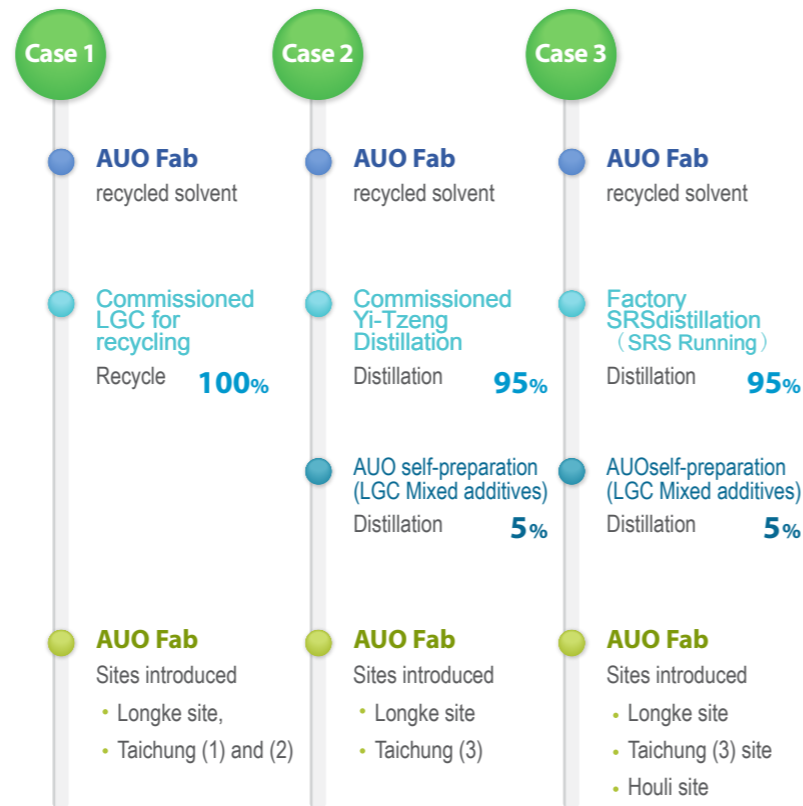 Case 1
AUO Fab
recycled solvent
Commissioned
LGC for
recycling
Recycle 100%
AUO Fab
Sites introduced
• Longke site,
• Taichung (1) and (2)
Case 2
AUO Fab
recycled solvent
Commissioned
Yi-Tzeng
Distillation
Distillation 95%
AUO self-preparation
(LGC Mixed additives)
Distillation 5%
AUO Fab
Sites introduced
• Longke site
• Taichung (3)
Case 3
AUO Fab
recycled solvent
Factory
SRSdistillation
（SRS Running）
Distillation 95%
AUOself-preparation
(LGC Mixed additives)
Distillation 5%
AUO Fab
Sites introduced
• Longke site
• Taichung (3) site
• Houli site